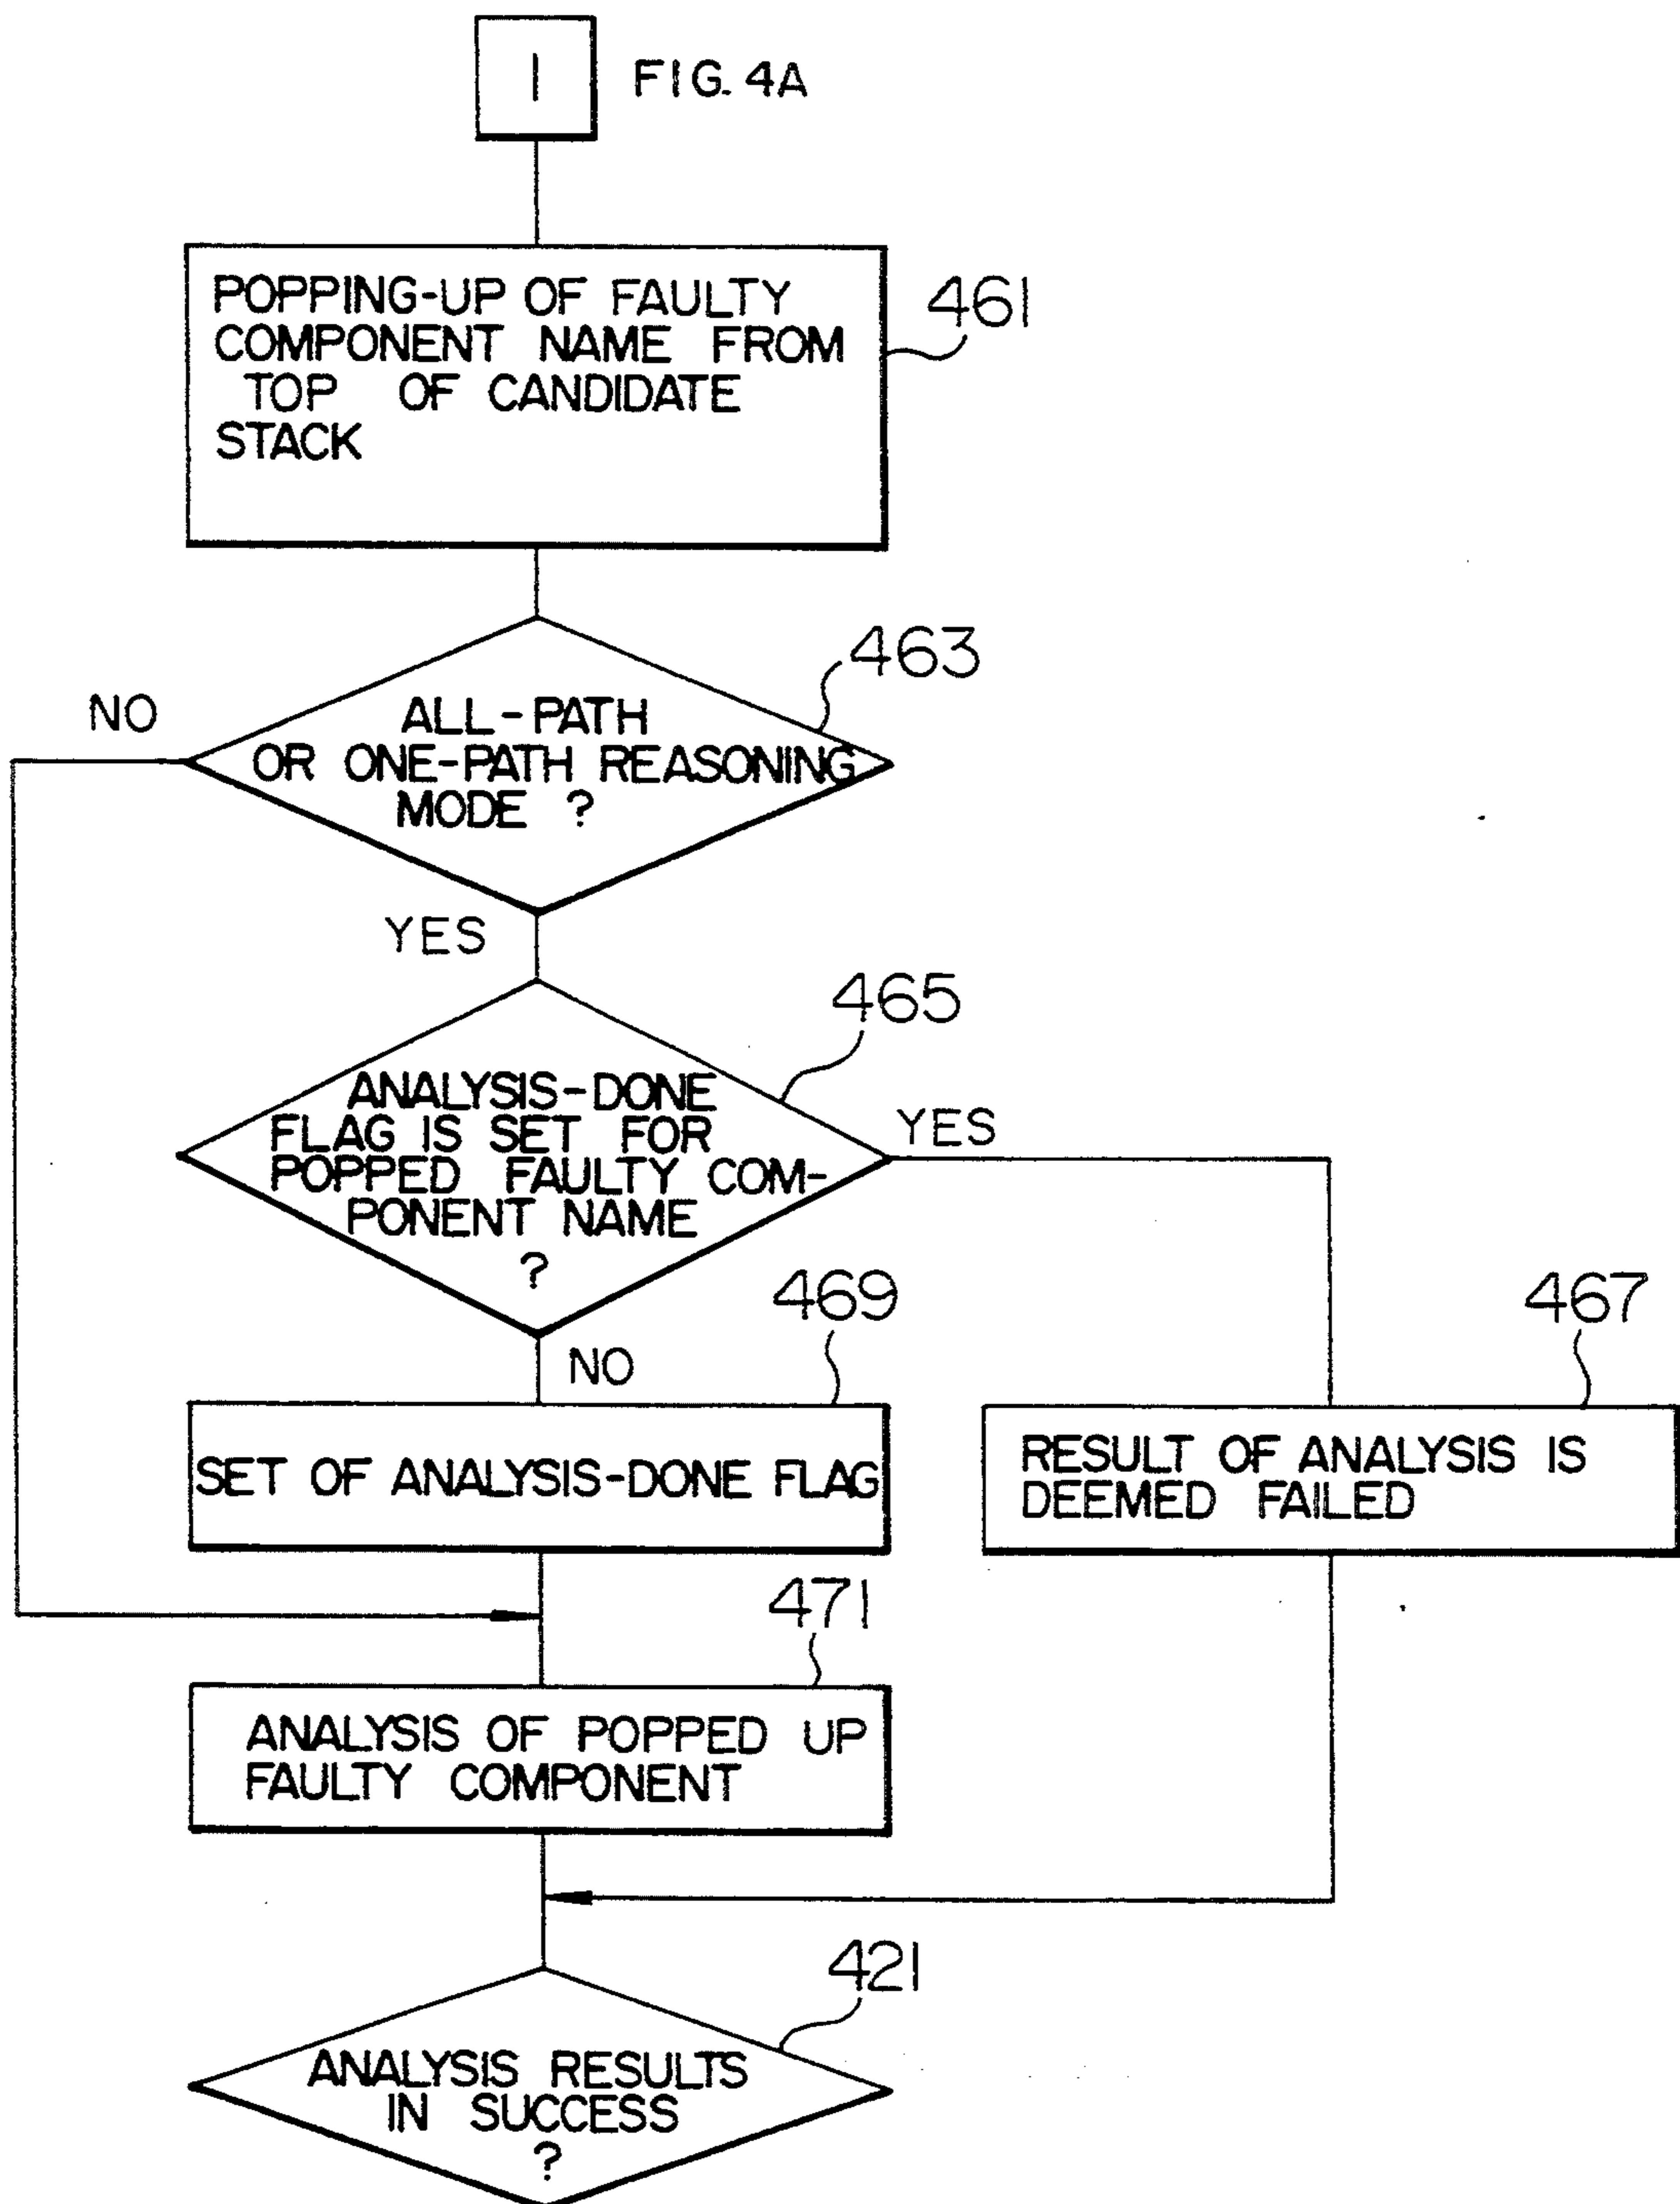 1
FIG. 4A
POPPING-UP OF FAULTY
COMPONENT NAME FROM
TOP OF CANDIDATE
STACK
461
463
NO
ALL-PATH
OR ONE-PATH REASONING
MODE ?
YES
465
ANALYSIS-DONE
FLAG IS SET FOR
POPPED FAULTY COM-
PONENT NAME
?
YES
469
467
NO
SET OF ANALYSIS-DONE FLAG
RESULT OF ANALYSIS IS
DEEMED FAILED
471
ANALYSIS OF POPPED UP
FAULTY COMPONENT
421
ANALYSIS RESULTS
IN SUCCESS
?